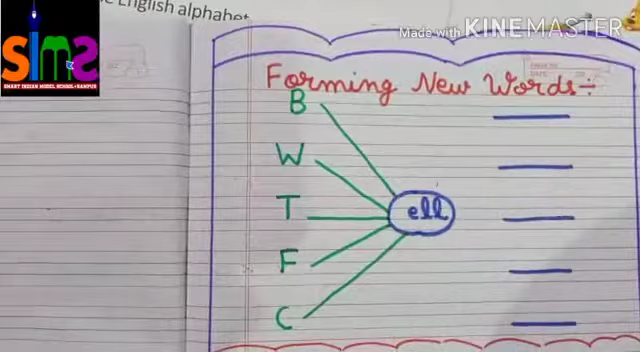 e English alphabet
Made with KINEMASTER
SIMS
SMART INDIAN MODEL SCHOOL-RAMPUR
Forming New Words:-
B
W
T
ell
F
C